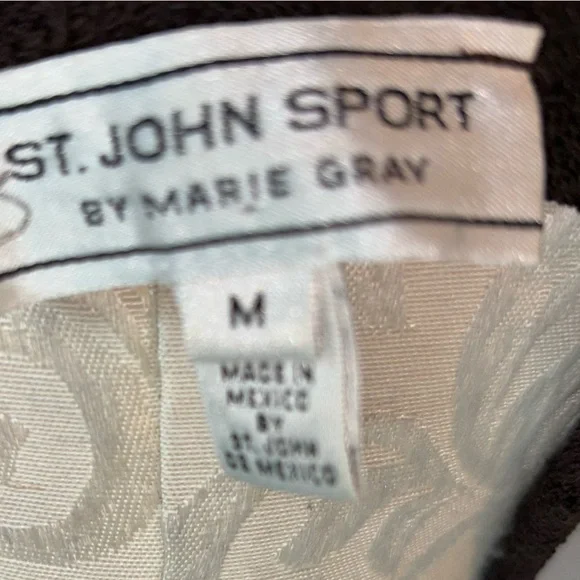 ST. JOHN SPORT
BY MARIE GRAY
M
MADE IN
MEXICO
BY
ST. JOHN
DE MEXICO